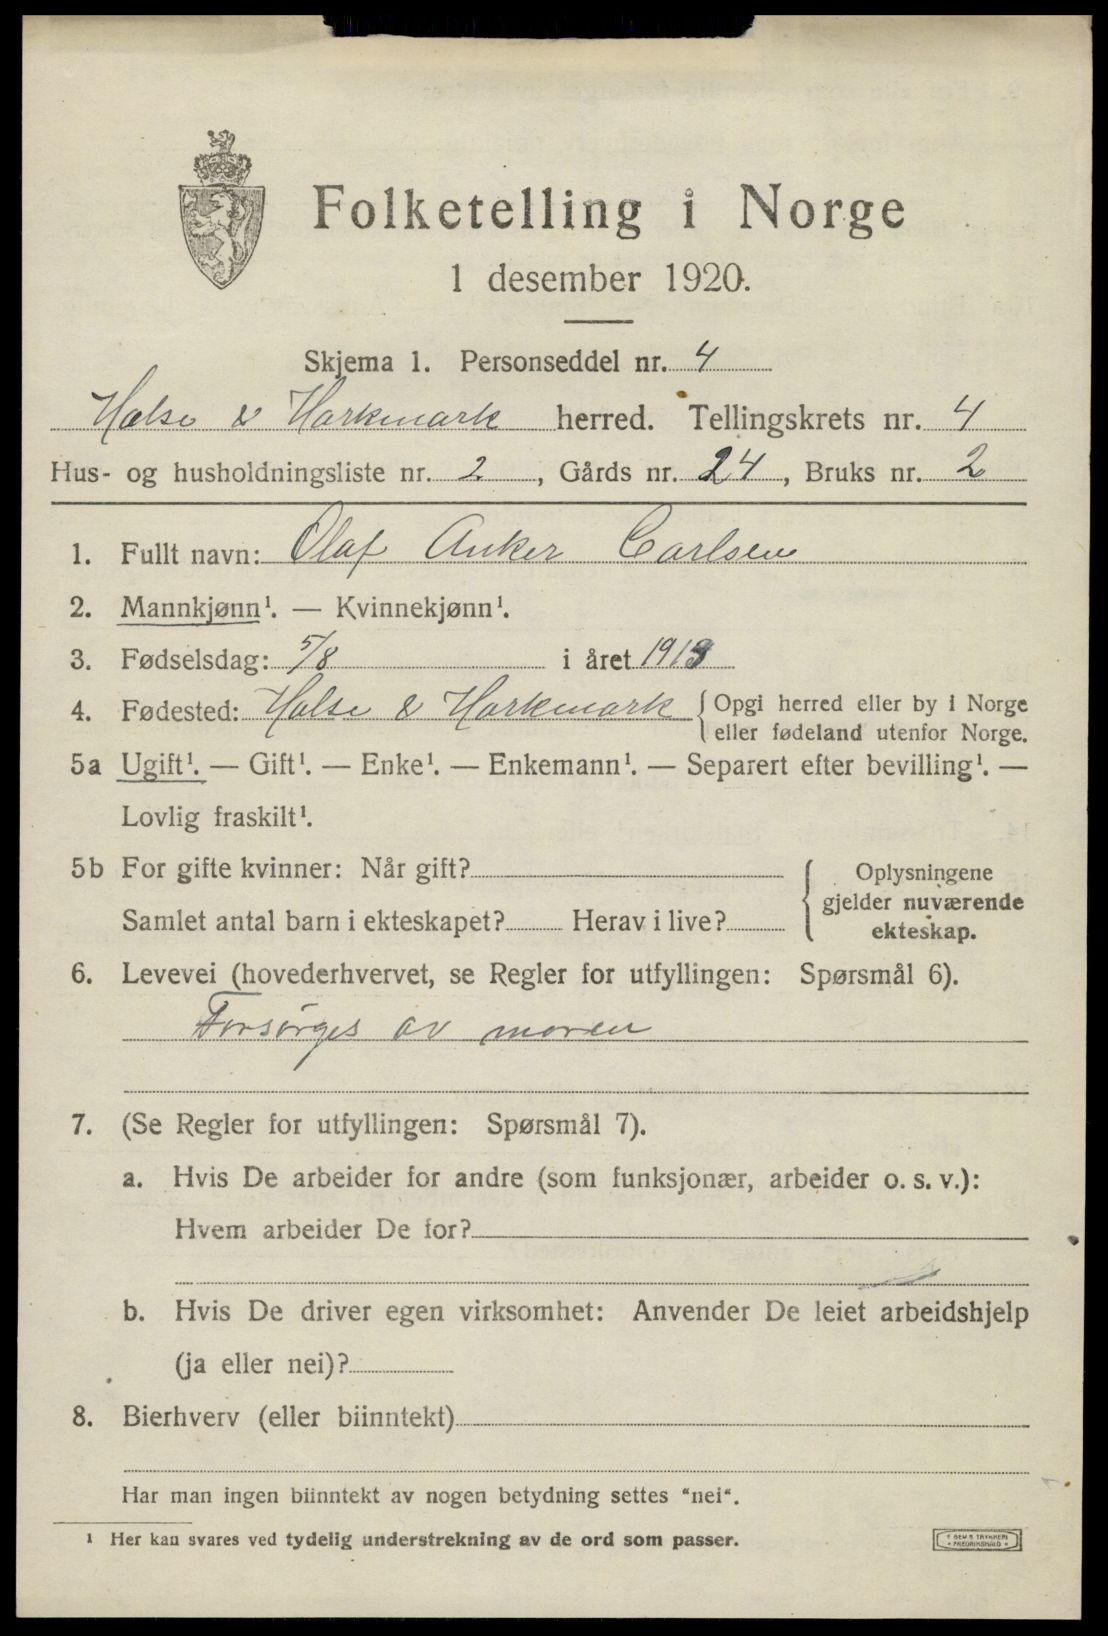 Folketelling i Norge
1 desember 1920.
Skjema 1. Personseddel nr. 4
Halse & Harkmark herred. Tellingskrets nr. 4
Hus- og husholdningsliste nr. 2, Gårds nr. 24, Bruks nr. 2
1. Fullt navn: Olaf Anker Carlsen
2. Mannkjønn¹. — Kvinnekjønn¹.
3. Fødselsdag: 5/8 i året 1913
4. Fødested: Halse & Harkmark { Opgi herred eller by i Norge
eller fødeland utenfor Norge.
5a Ugift¹. — Gift¹. — Enke¹. — Enkemann¹. — Separert efter bevilling¹. —
Lovlig fraskilt¹.
5b For gifte kvinner: Når gift?
Samlet antal barn i ekteskapet? Herav i live?
{ Oplysningene
gjelder nuværende
ekteskap.
6. Levevei (hovederhvervet, se Regler for utfyllingen: Spørsmål 6).
Forsørges av moren
7. (Se Regler for utfyllingen: Spørsmål 7).
a. Hvis De arbeider for andre (som funksjonær, arbeider o. s. v.):
Hvem arbeider De for?
b. Hvis De driver egen virksomhet: Anvender De leiet arbeidshjelp
(ja eller nei)?
8. Bierhverv (eller biinntekt)
Har man ingen biinntekt av nogen betydning settes "nei".
¹ Her kan svares ved tydelig understrekning av de ord som passer.
FREDRIKSHALD